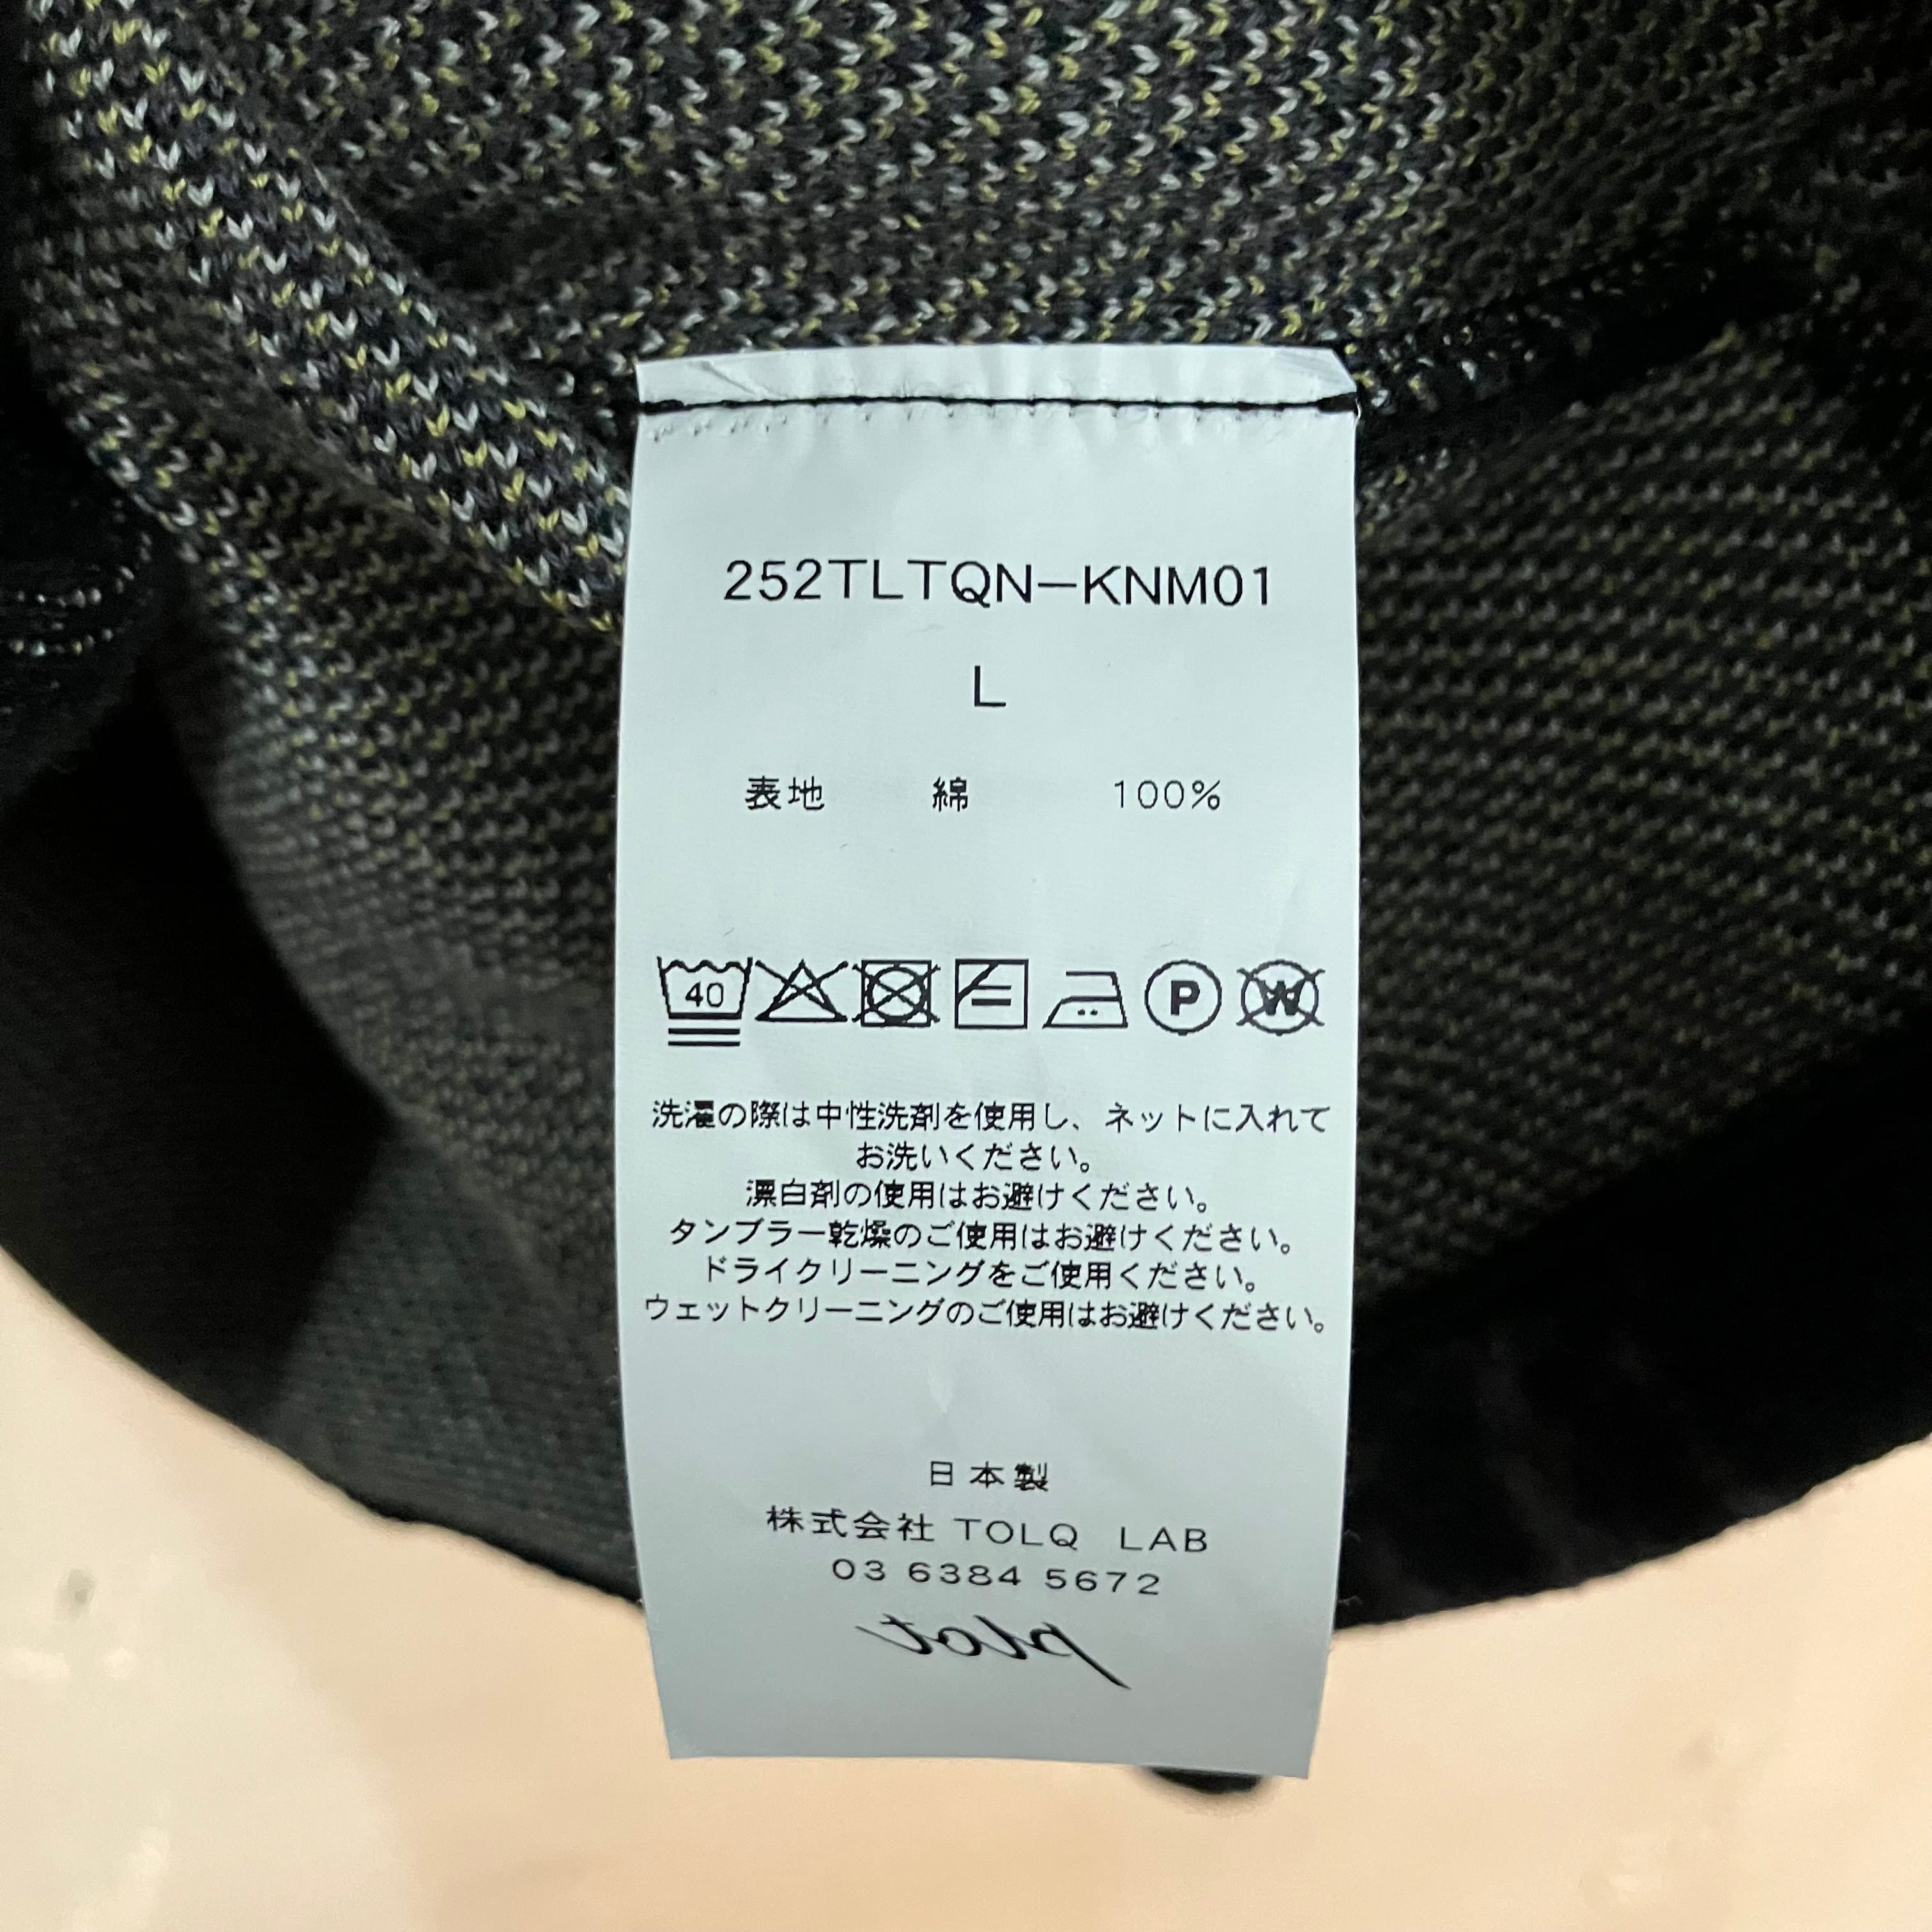 252TLTQN-KNM01
L
表地 綿 100%
40 P W
洗濯の際は中性洗剤を使用し、ネットに入れて
お洗いください。
漂白剤の使用はお避けください。
タンブラー乾燥のご使用はお避けください。
ドライクリーニングをご使用ください。
ウェットクリーニングのご使用はお避けください。
日本製
株式会社 TOLQ LAB
03 6384 5672
plot